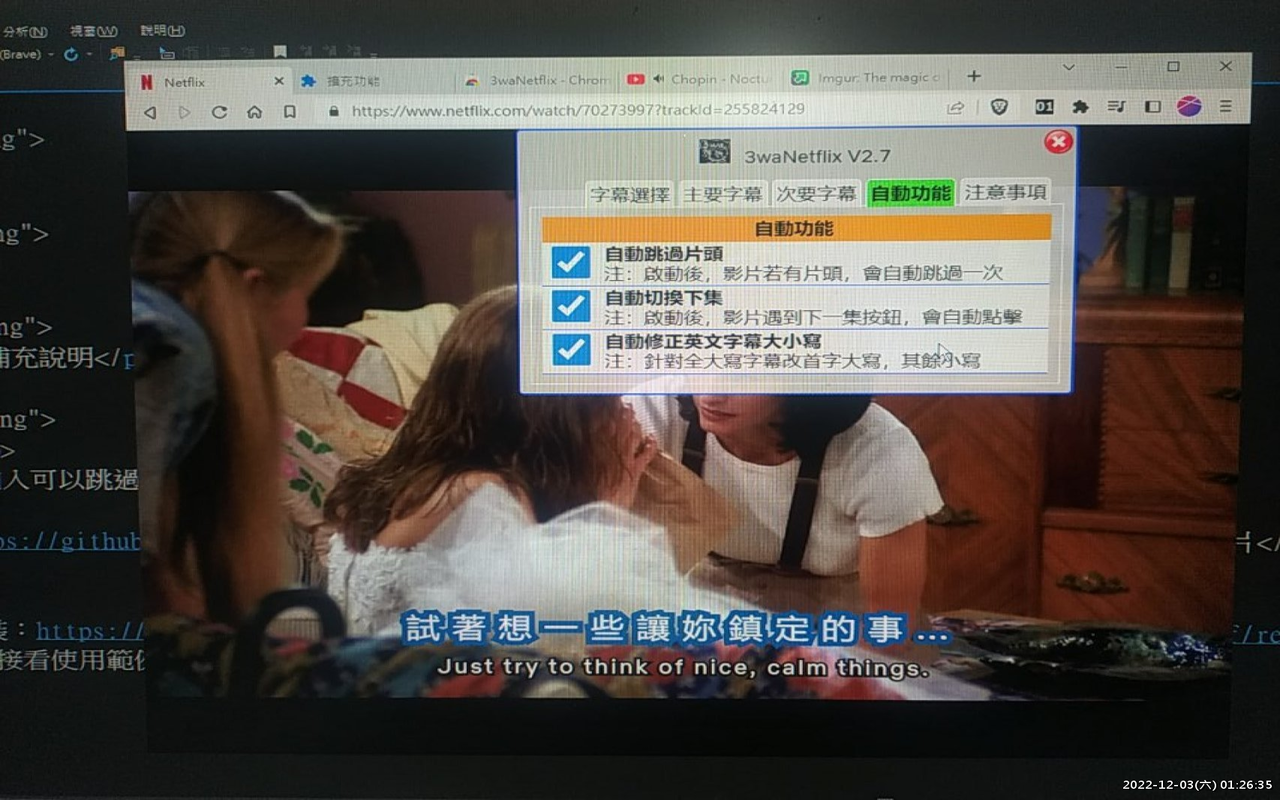 分析(N) 視窗(W) 說明(H)
(Brave)
Netflix
擴充功能
3waNetflix - Chrom
Chopin - Noctu
Imgur: The magic o
https://www.netflix.com/watch/70273997?trackId=255824129
01
3waNetflix V2.7
字幕選擇 主要字幕 次要字幕 自動功能 注意事項
自動功能
自動跳過片頭
注：啟動後，影片若有片頭，會自動跳過一次
自動切換下集
注：啟動後，影片遇到下一集按鈕，會自動點擊
自動修正英文字幕大小寫
注：針對全大寫字幕改首字大寫，其餘小寫
g">
ng">
ng">
補充說明</p
ng">
>
入可以跳過
ps://github
片</
：https://
f/re
接看使用範例
試著想一些讓妳鎮定的事...
Just try to think of nice, calm things.
2022-12-03(六) 01:26:35